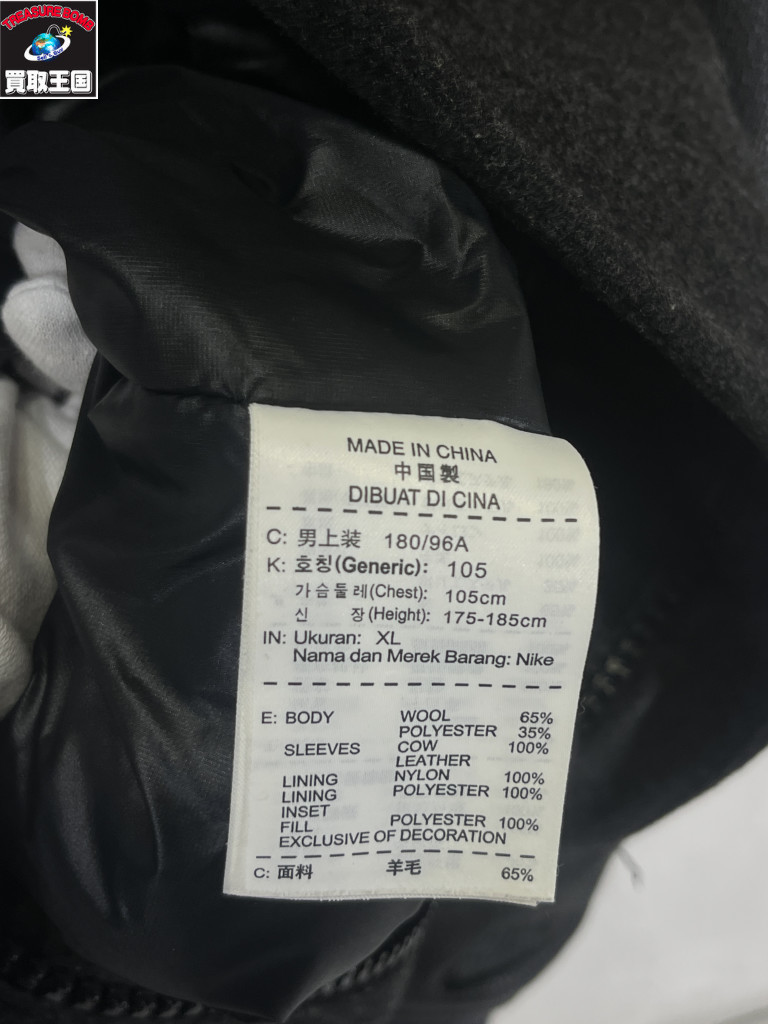 TREASURE BOMB
買取王国
MADE IN CHINA
中国製
DIBUAT DI CINA
C: 男上装 180/96A
K: 호칭(Generic): 105
가슴둘레(Chest): 105cm
신 장(Height): 175-185cm
IN: Ukuran: XL
Nama dan Merek Barang: Nike
E: BODY WOOL 65%
POLYESTER 35%
SLEEVES COW 100%
LEATHER
LINING NYLON 100%
LINING POLYESTER 100%
INSET
FILL POLYESTER 100%
EXCLUSIVE OF DECORATION
C: 面料 羊毛 65%